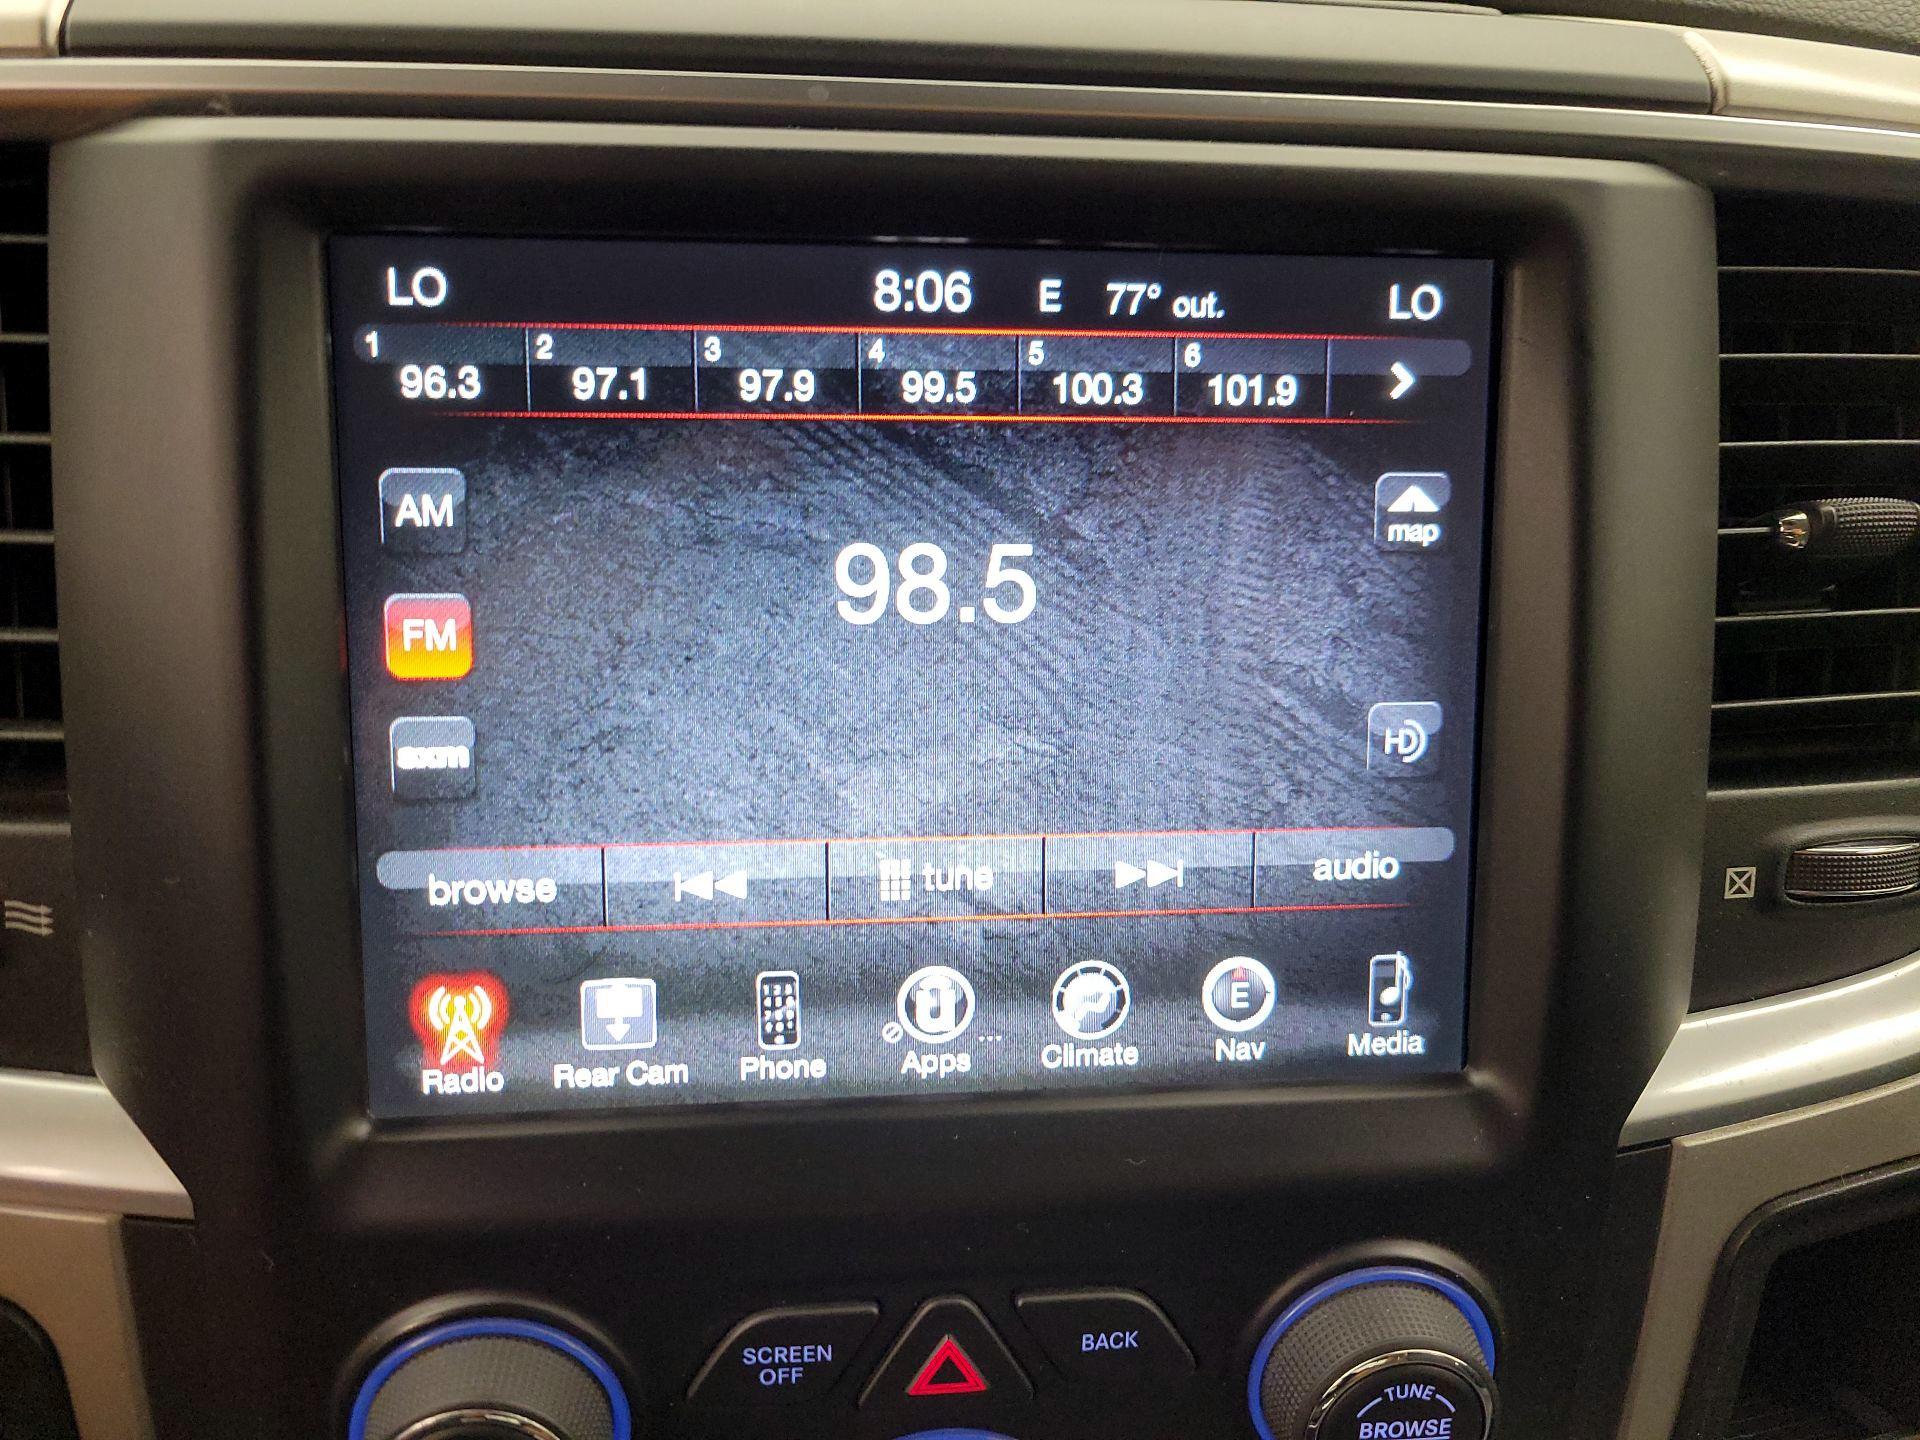 LO 8:06 E 77° out. LO
1 2 3 4 5 6
96.3 97.1 97.9 99.5 100.3 101.9
AM
map
98.5
FM
sxm
HD
browse tune audio
E
Radio Rear Cam Phone Apps ... Climate Nav Media
SCREEN
OFF
BACK
TUNE
BROWSE